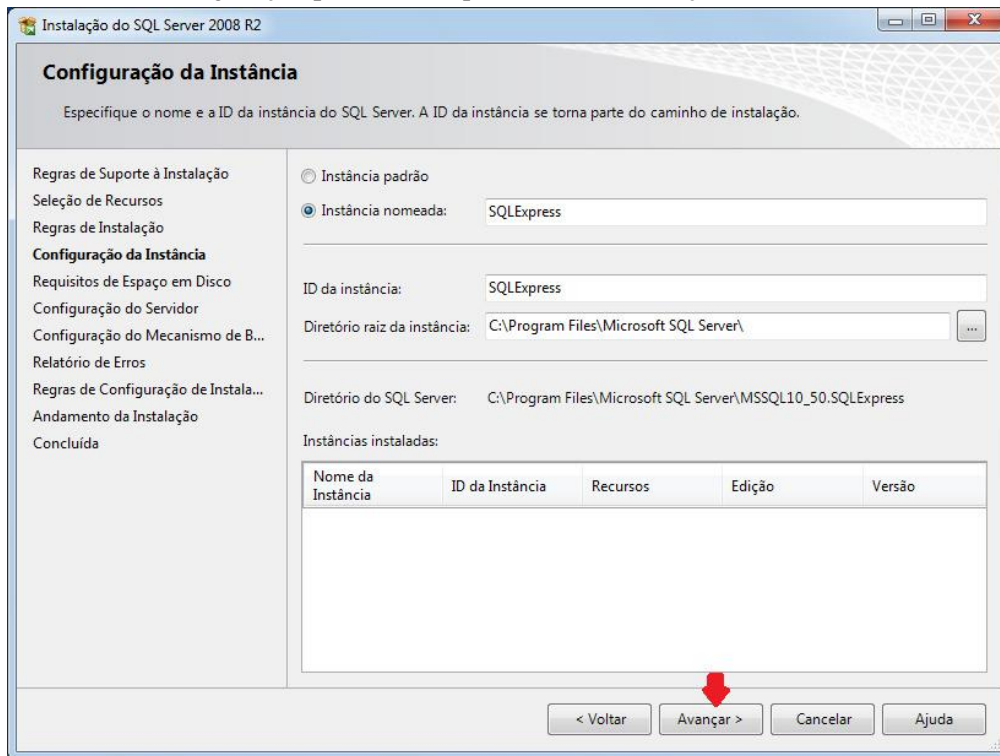 Instalação do SQL Server 2008 R2
Configuração da Instância
Especifique o nome e a ID da instância do SQL Server. A ID da instância se torna parte do caminho de instalação.
Regras de Suporte à Instalação
Seleção de Recursos
Regras de Instalação
Configuração da Instância
Requisitos de Espaço em Disco
Configuração do Servidor
Configuração do Mecanismo de B...
Relatório de Erros
Regras de Configuração de Instala...
Andamento da Instalação
Concluída
Instância padrão
Instância nomeada: SQLExpress
ID da instância: SQLExpress
Diretório raiz da instância: C:\Program Files\Microsoft SQL Server\ ...
Diretório do SQL Server: C:\Program Files\Microsoft SQL Server\MSSQL10_50.SQLExpress
Instâncias instaladas:
Nome da Instância ID da Instância Recursos Edição Versão
< Voltar Avançar > Cancelar Ajuda